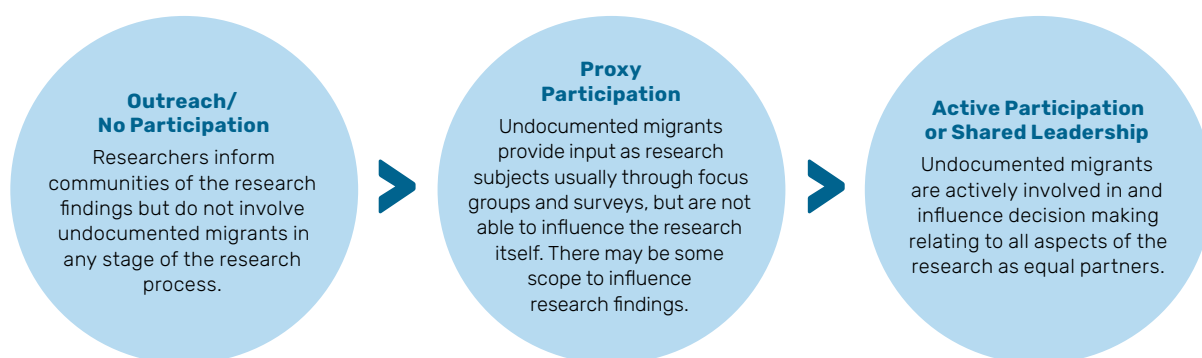 Outreach/
No Participation
Researchers inform
communities of the research
findings but do not involve
undocumented migrants in
any stage of the research
process.
>
Proxy
Participation
Undocumented migrants
provide input as research
subjects usually through focus
groups and surveys, but are not
able to influence the research
itself. There may be some
scope to influence
research findings.
>
Active Participation
or Shared Leadership
Undocumented migrants
are actively involved in and
influence decision making
relating to all aspects of the
research as equal partners.